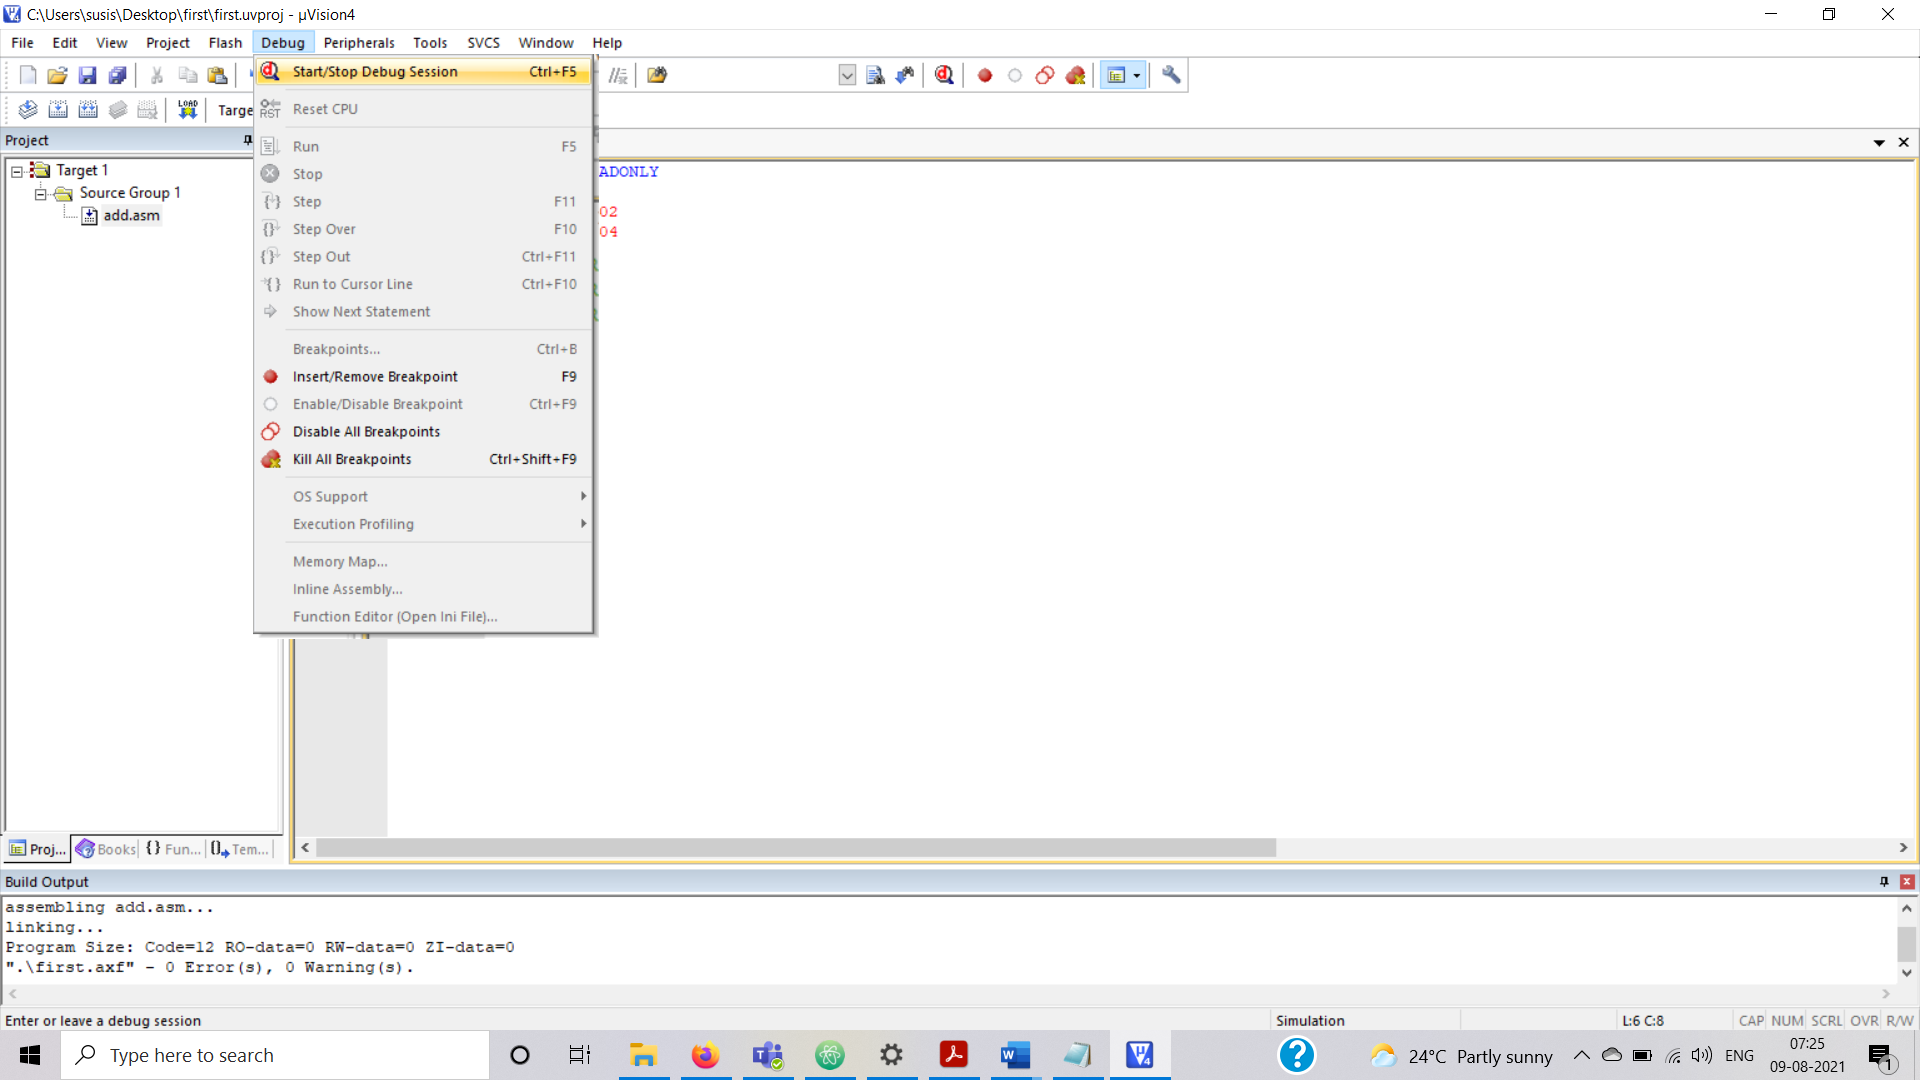 C:\Users\susis\Desktop\first\first.uvproj - µVision4
File Edit View Project Flash Debug Peripherals Tools SVCS Window Help
Start/Stop Debug Session Ctrl+F5
LOAD
Targe
RST Reset CPU
Project
Run F5
Target 1
Stop
ADONLY
Source Group 1
Step F11
02
add.asm
Step Over F10
04
Step Out Ctrl+F11
Run to Cursor Line Ctrl+F10
Show Next Statement
Breakpoints... Ctrl+B
Insert/Remove Breakpoint F9
Enable/Disable Breakpoint Ctrl+F9
Disable All Breakpoints
Kill All Breakpoints Ctrl+Shift+F9
OS Support
Execution Profiling
Memory Map...
Inline Assembly...
Function Editor (Open Ini File)...
Proj... Books {} Fun... Tem...
Build Output
assembling add.asm...
linking...
Program Size: Code=12 RO-data=0 RW-data=0 ZI-data=0
".\first.axf" - 0 Error(s), 0 Warning(s).
Enter or leave a debug session Simulation L:6 C:8 CAP NUM SCRL OVR R/W
Type here to search 24°C Partly sunny ENG 07:25
09-08-2021 1